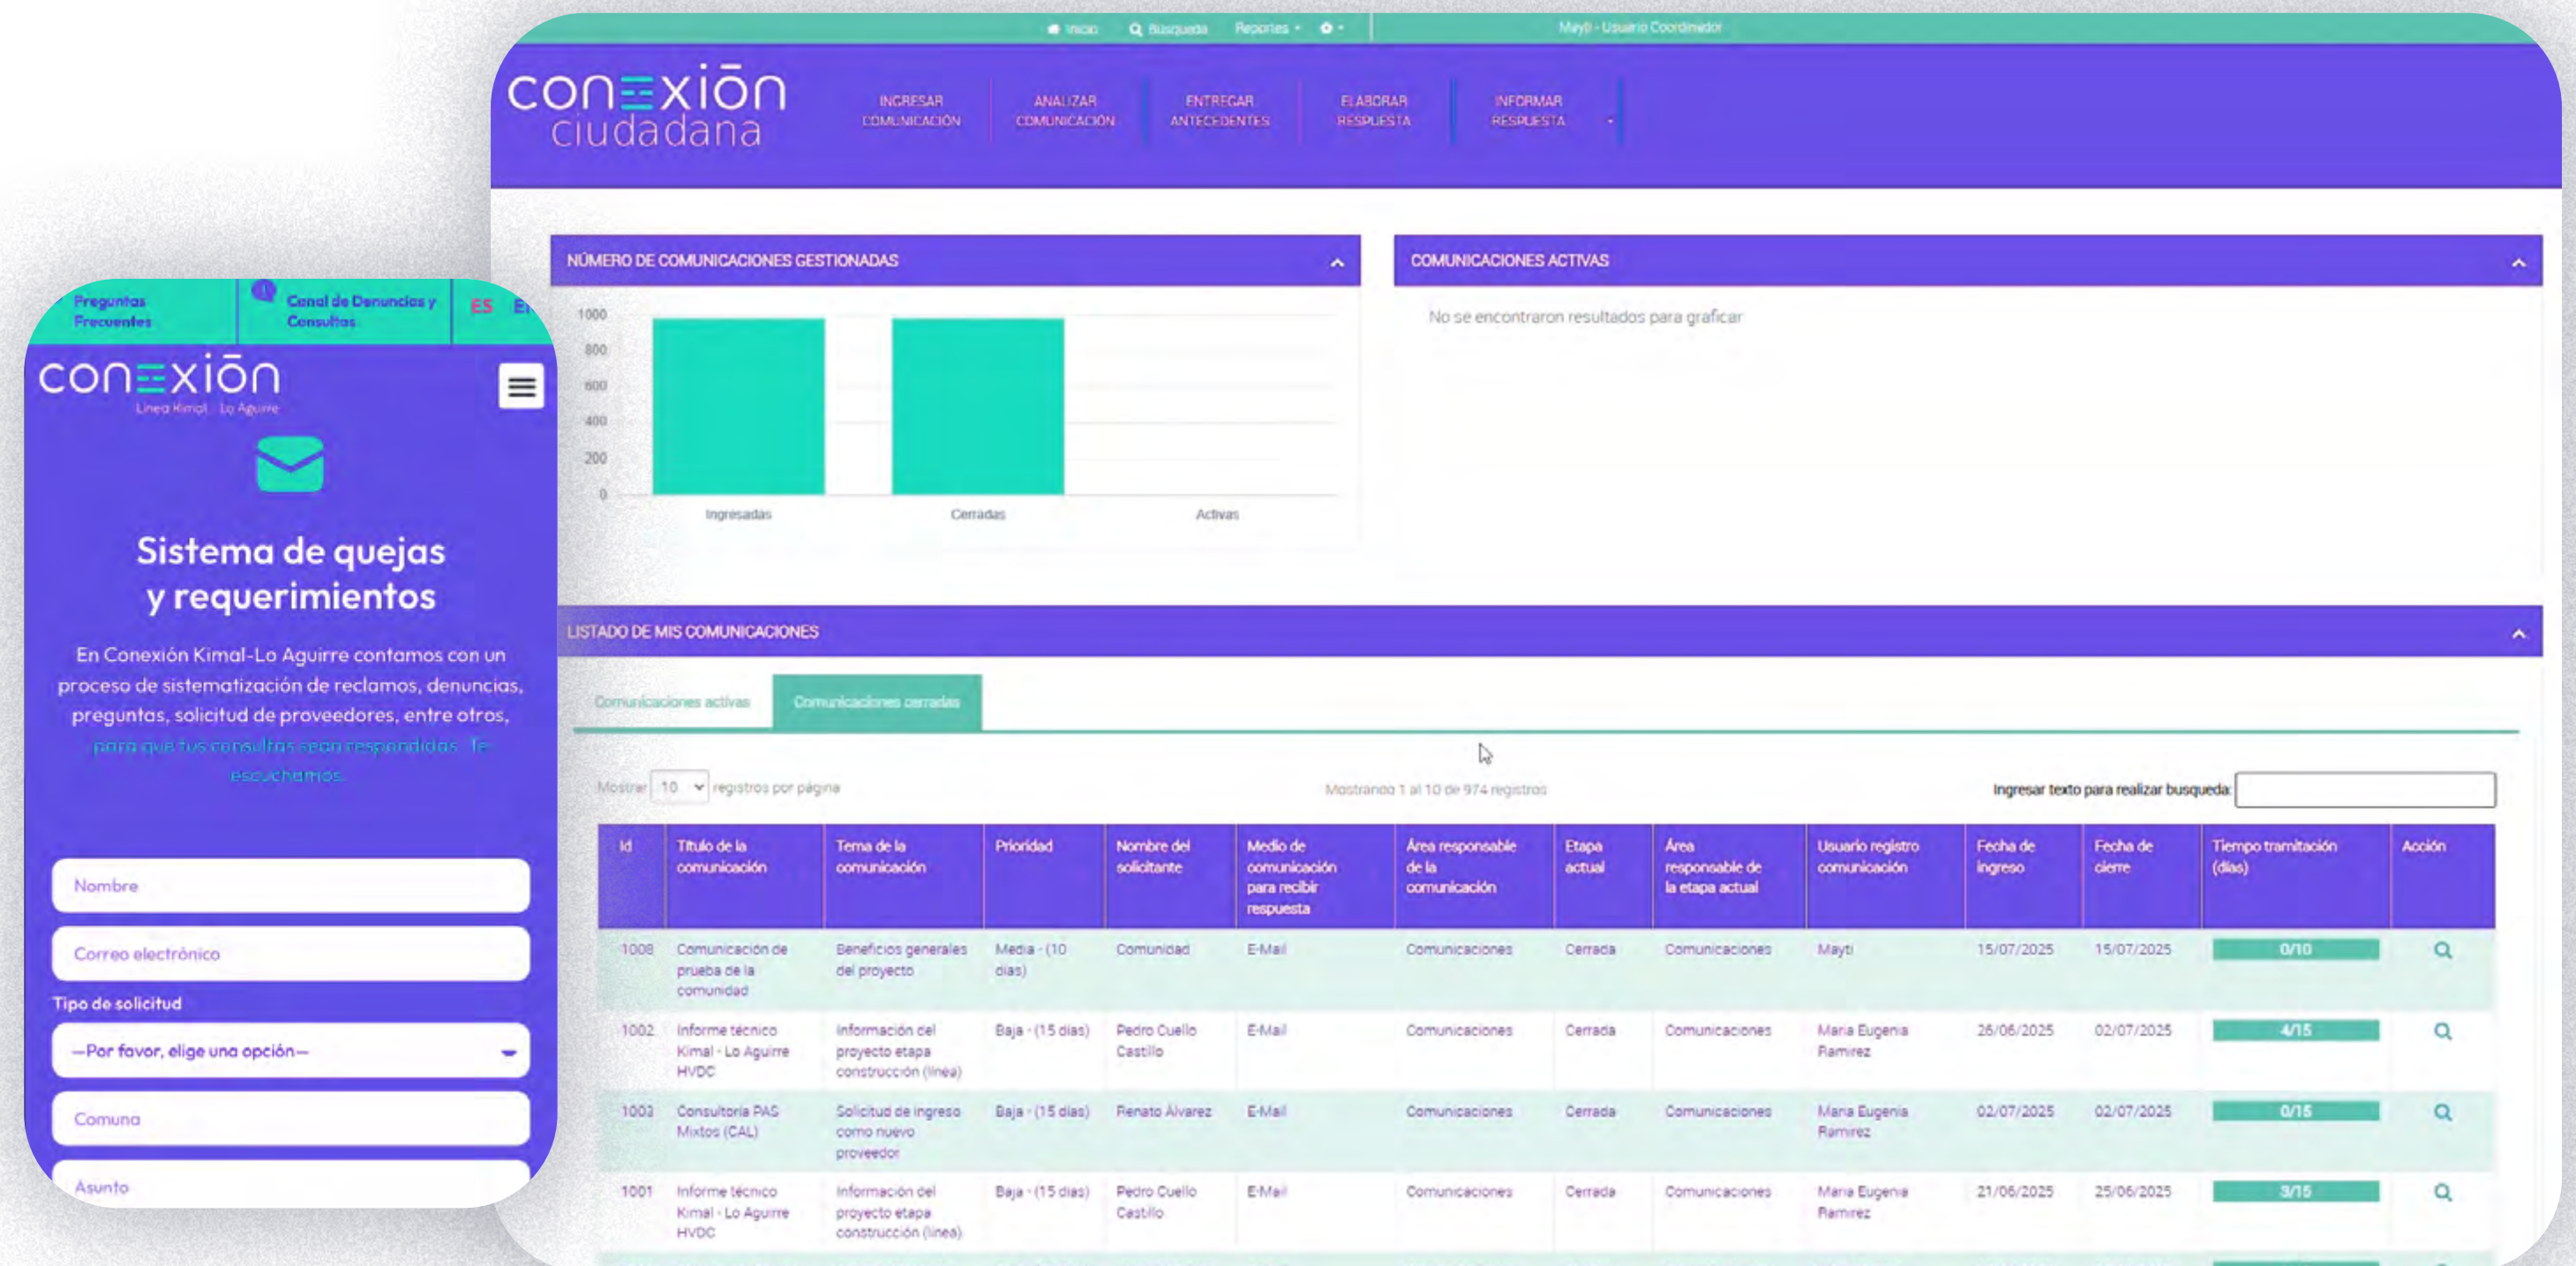 Inicio
Búsqueda
Reportes
Mayti - Usuario Coordinador
conexión
ciudadana
INGRESAR
COMUNICACIÓN
ANALIZAR
COMUNICACIÓN
ENTREGAR
ANTECEDENTES
ELABORAR
RESPUESTA
INFORMAR
RESPUESTA
NÚMERO DE COMUNICACIONES GESTIONADAS
1000
800
600
400
200
0
Ingresadas
Cerradas
Activas
COMUNICACIONES ACTIVAS
No se encontraron resultados para graficar
Preguntas
Frecuentes
Canal de Denuncias y
Consultas
ES
conexión
Línea Kimal - Lo Aguirre
Sistema de quejas
y requerimientos
En Conexión Kimal-Lo Aguirre contamos con un
proceso de sistematización de reclamos, denuncias,
preguntas, solicitud de proveedores, entre otros,
para que tus consultas sean respondidas. Te
escuchamos.
Nombre
Correo electrónico
Tipo de solicitud
—Por favor, elige una opción—
Comuna
Asunto
LISTADO DE MIS COMUNICACIONES
Comunicaciones activas
Comunicaciones cerradas
Mostrar 10 registros por página
Mostrando 1 al 10 de 974 registros
Ingresar texto para realizar busqueda:
Id
Título de la
comunicación
Tema de la
comunicación
Prioridad
Nombre del
solicitante
Medio de
comunicación
para recibir
respuesta
Área responsable
de la
comunicación
Etapa
actual
Área
responsable de
la etapa actual
Usuario registro
comunicación
Fecha de
ingreso
Fecha de
cierre
Tiempo tramitación
(días)
Acción
1008
Comunicación de
prueba de la
comunidad
Beneficios generales
del proyecto
Media - (10
días)
Comunidad
E-Mail
Comunicaciones
Cerrada
Comunicaciones
Mayti
15/07/2025
15/07/2025
0/10
1002
Informe técnico
Kimal - Lo Aguirre
HVDC
Información del
proyecto etapa
construcción (línea)
Baja - (15 días)
Pedro Cuello
Castillo
E-Mail
Comunicaciones
Cerrada
Comunicaciones
Maria Eugenia
Ramirez
26/06/2025
02/07/2025
4/15
1003
Consultoría PAS
Mixtos (CAL)
Solicitud de ingreso
como nuevo
proveedor
Baja - (15 días)
Renato Álvarez
E-Mail
Comunicaciones
Cerrada
Comunicaciones
Maria Eugenia
Ramirez
02/07/2025
02/07/2025
0/15
1001
Informe técnico
Kimal - Lo Aguirre
HVDC
Información del
proyecto etapa
construcción (línea)
Baja - (15 días)
Pedro Cuello
Castillo
E-Mail
Comunicaciones
Cerrada
Comunicaciones
Maria Eugenia
Ramirez
21/06/2025
25/06/2025
3/15